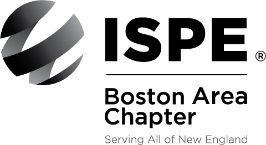 ISPE®
Boston Area
Chapter
Serving All of New England